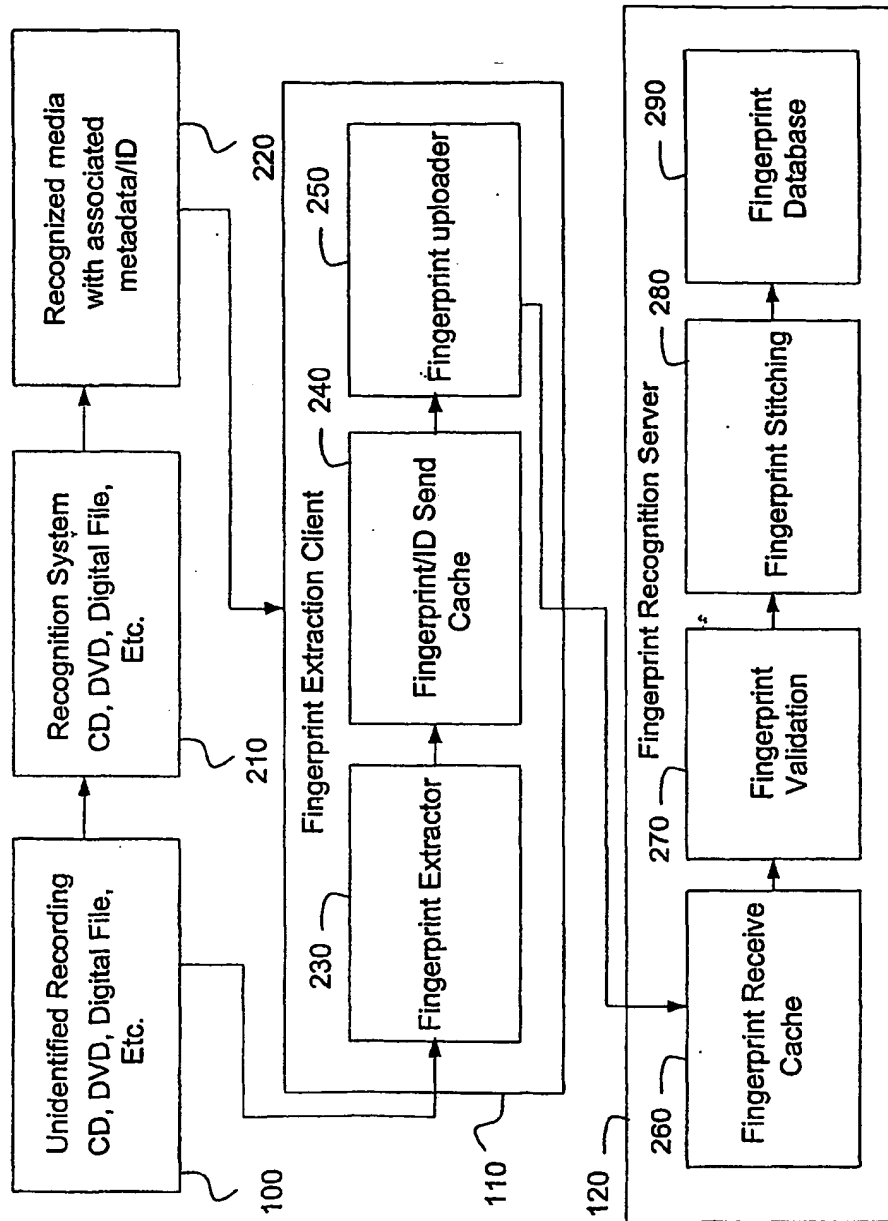 Unidentified Recording
CD, DVD, Digital File,
Etc.
100
Recognition System
CD, DVD, Digital File,
Etc.
210
Recognized media
with associated
metadata/ID
220
Fingerprint Extraction Client
110
230
Fingerprint Extractor
240
Fingerprint/ID Send
Cache
250
Fingerprint uploader
120
Fingerprint Recognition Server
260
Fingerprint Receive
Cache
270
Fingerprint
Validation
280
Fingerprint Stitching
290
Fingerprint
Database